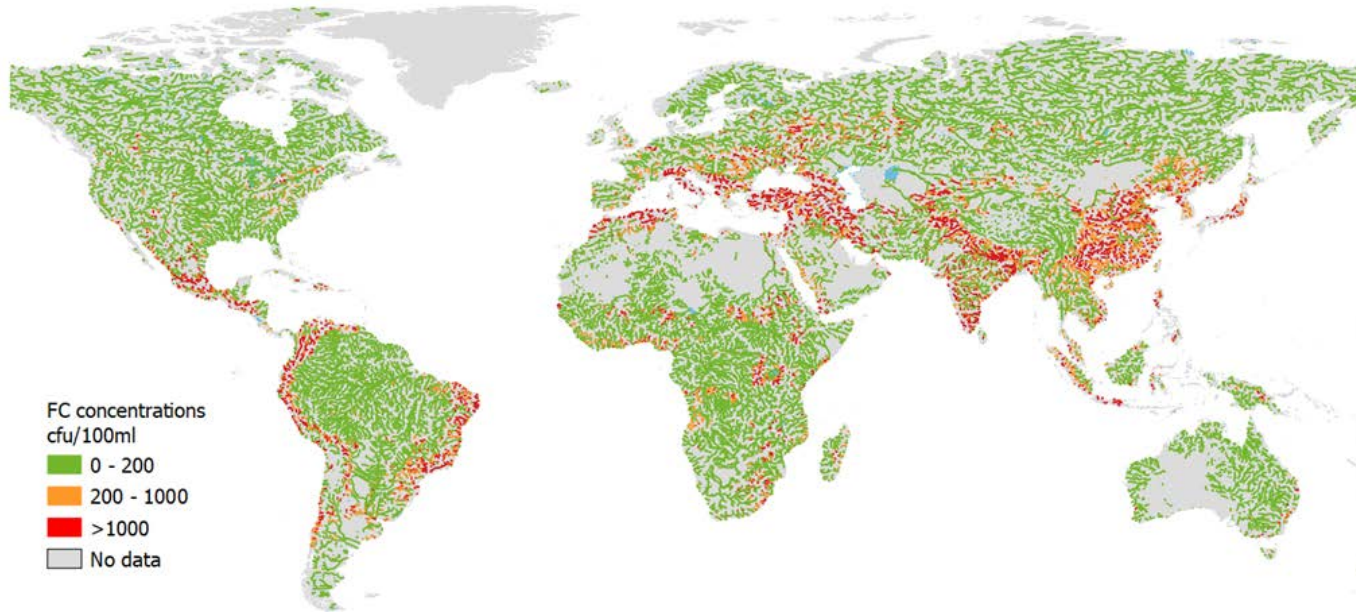 FC concentrations
cfu/100ml
0 - 200
200 - 1000
>1000
No data